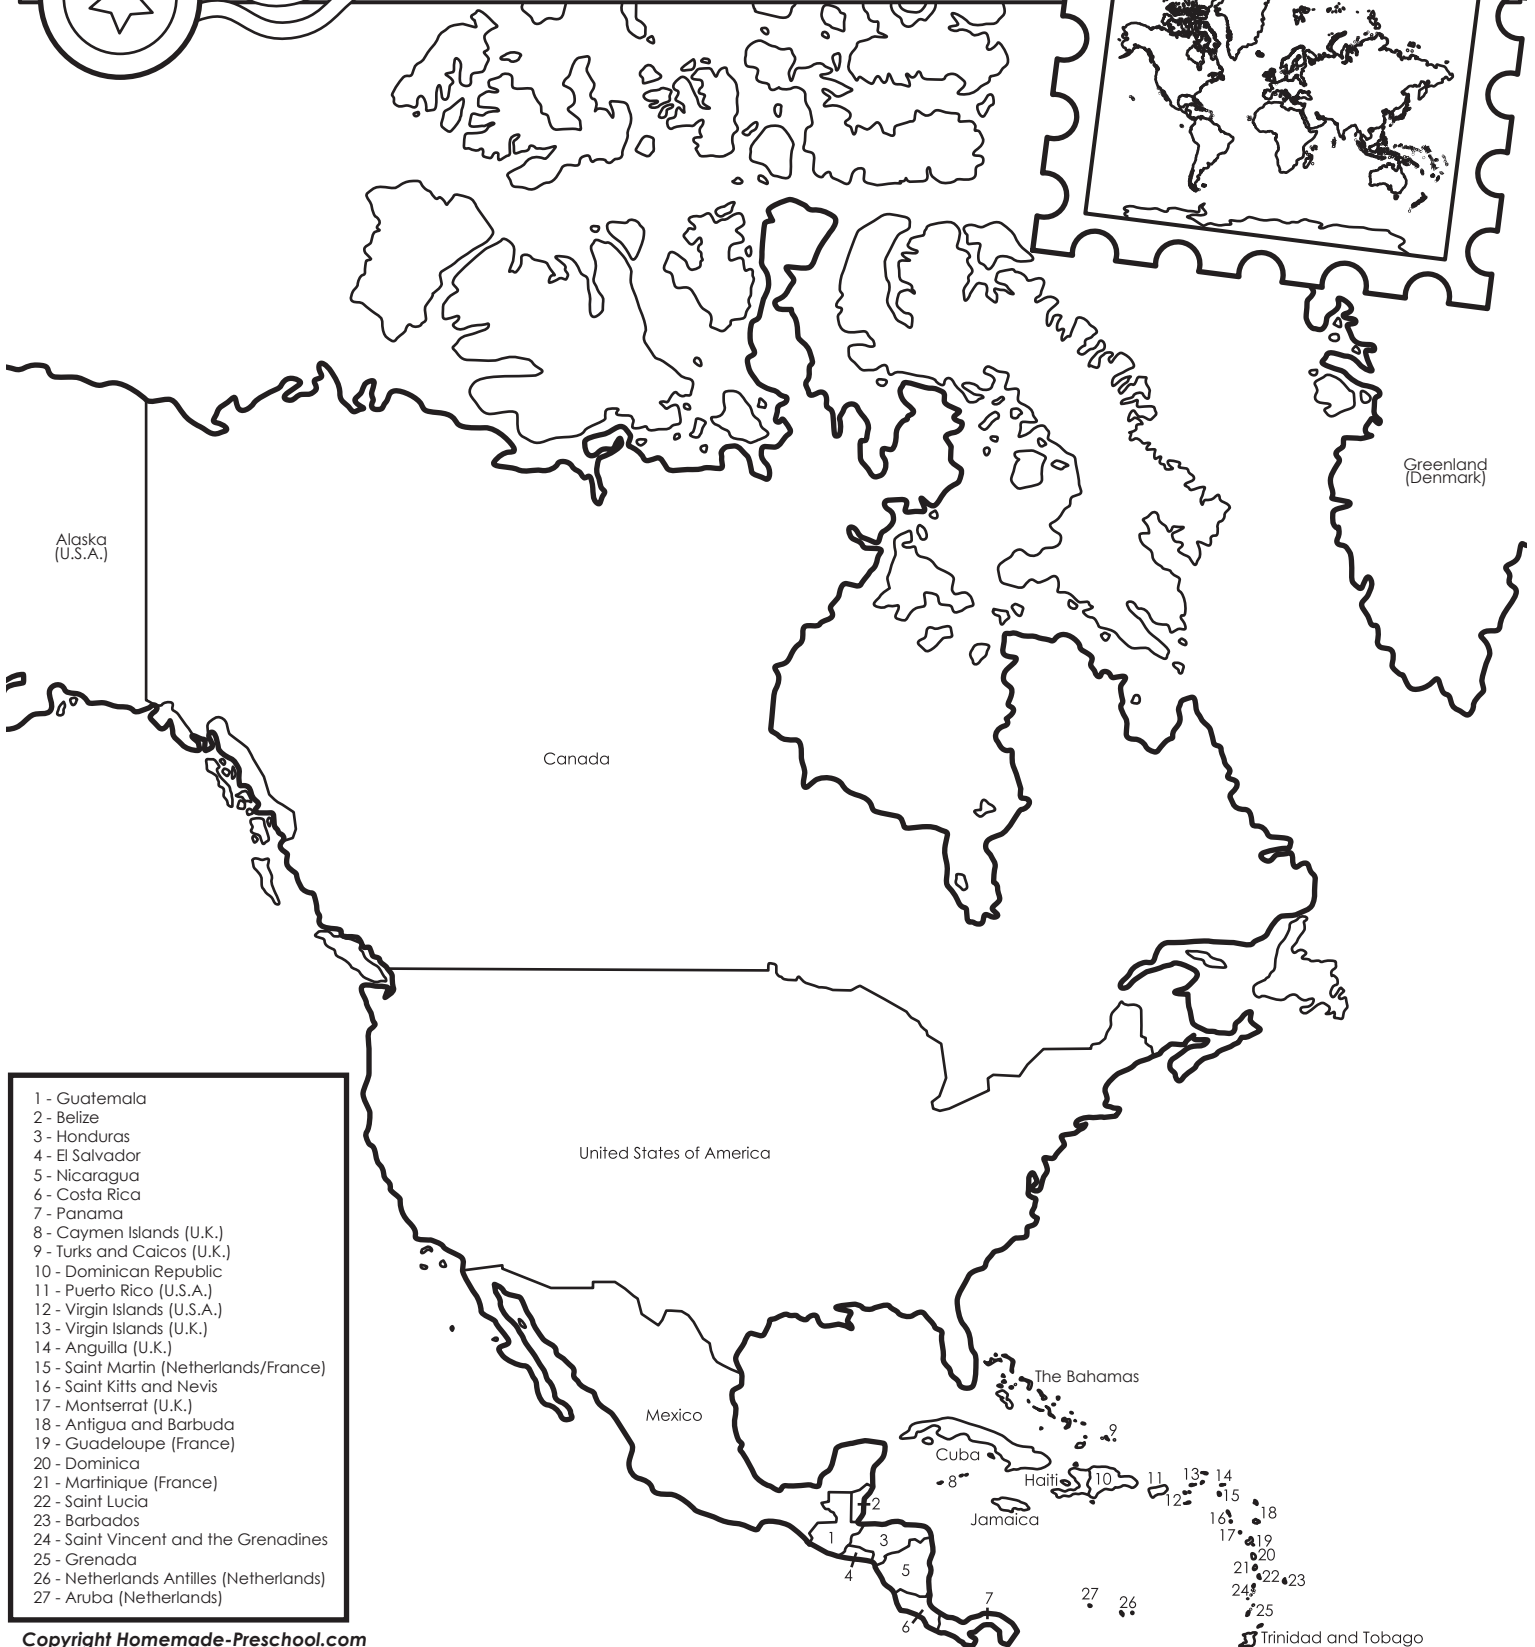 Greenland
(Denmark)
Alaska
(U.S.A.)
Canada
United States of America
1 - Guatemala
2 - Belize
3 - Honduras
4 - El Salvador
5 - Nicaragua
6 - Costa Rica
7 - Panama
8 - Caymen Islands (U.K.)
9 - Turks and Caicos (U.K.)
10 - Dominican Republic
11 - Puerto Rico (U.S.A.)
12 - Virgin Islands (U.S.A.)
13 - Virgin Islands (U.K.)
14 - Anguilla (U.K.)
15 - Saint Martin (Netherlands/France)
16 - Saint Kitts and Nevis
17 - Montserrat (U.K.)
18 - Antigua and Barbuda
19 - Guadeloupe (France)
20 - Dominica
21 - Martinique (France)
22 - Saint Lucia
23 - Barbados
24 - Saint Vincent and the Grenadines
25 - Grenada
26 - Netherlands Antilles (Netherlands)
27 - Aruba (Netherlands)
The Bahamas
Mexico
9
Cuba
8
Haiti
10
11
13
14
12
15
2
Jamaica
16
18
1
3
17
19
20
4
5
21
22
23
24
27
26
7
25
6
Trinidad and Tobago
Copyright Homemade-Preschool.com